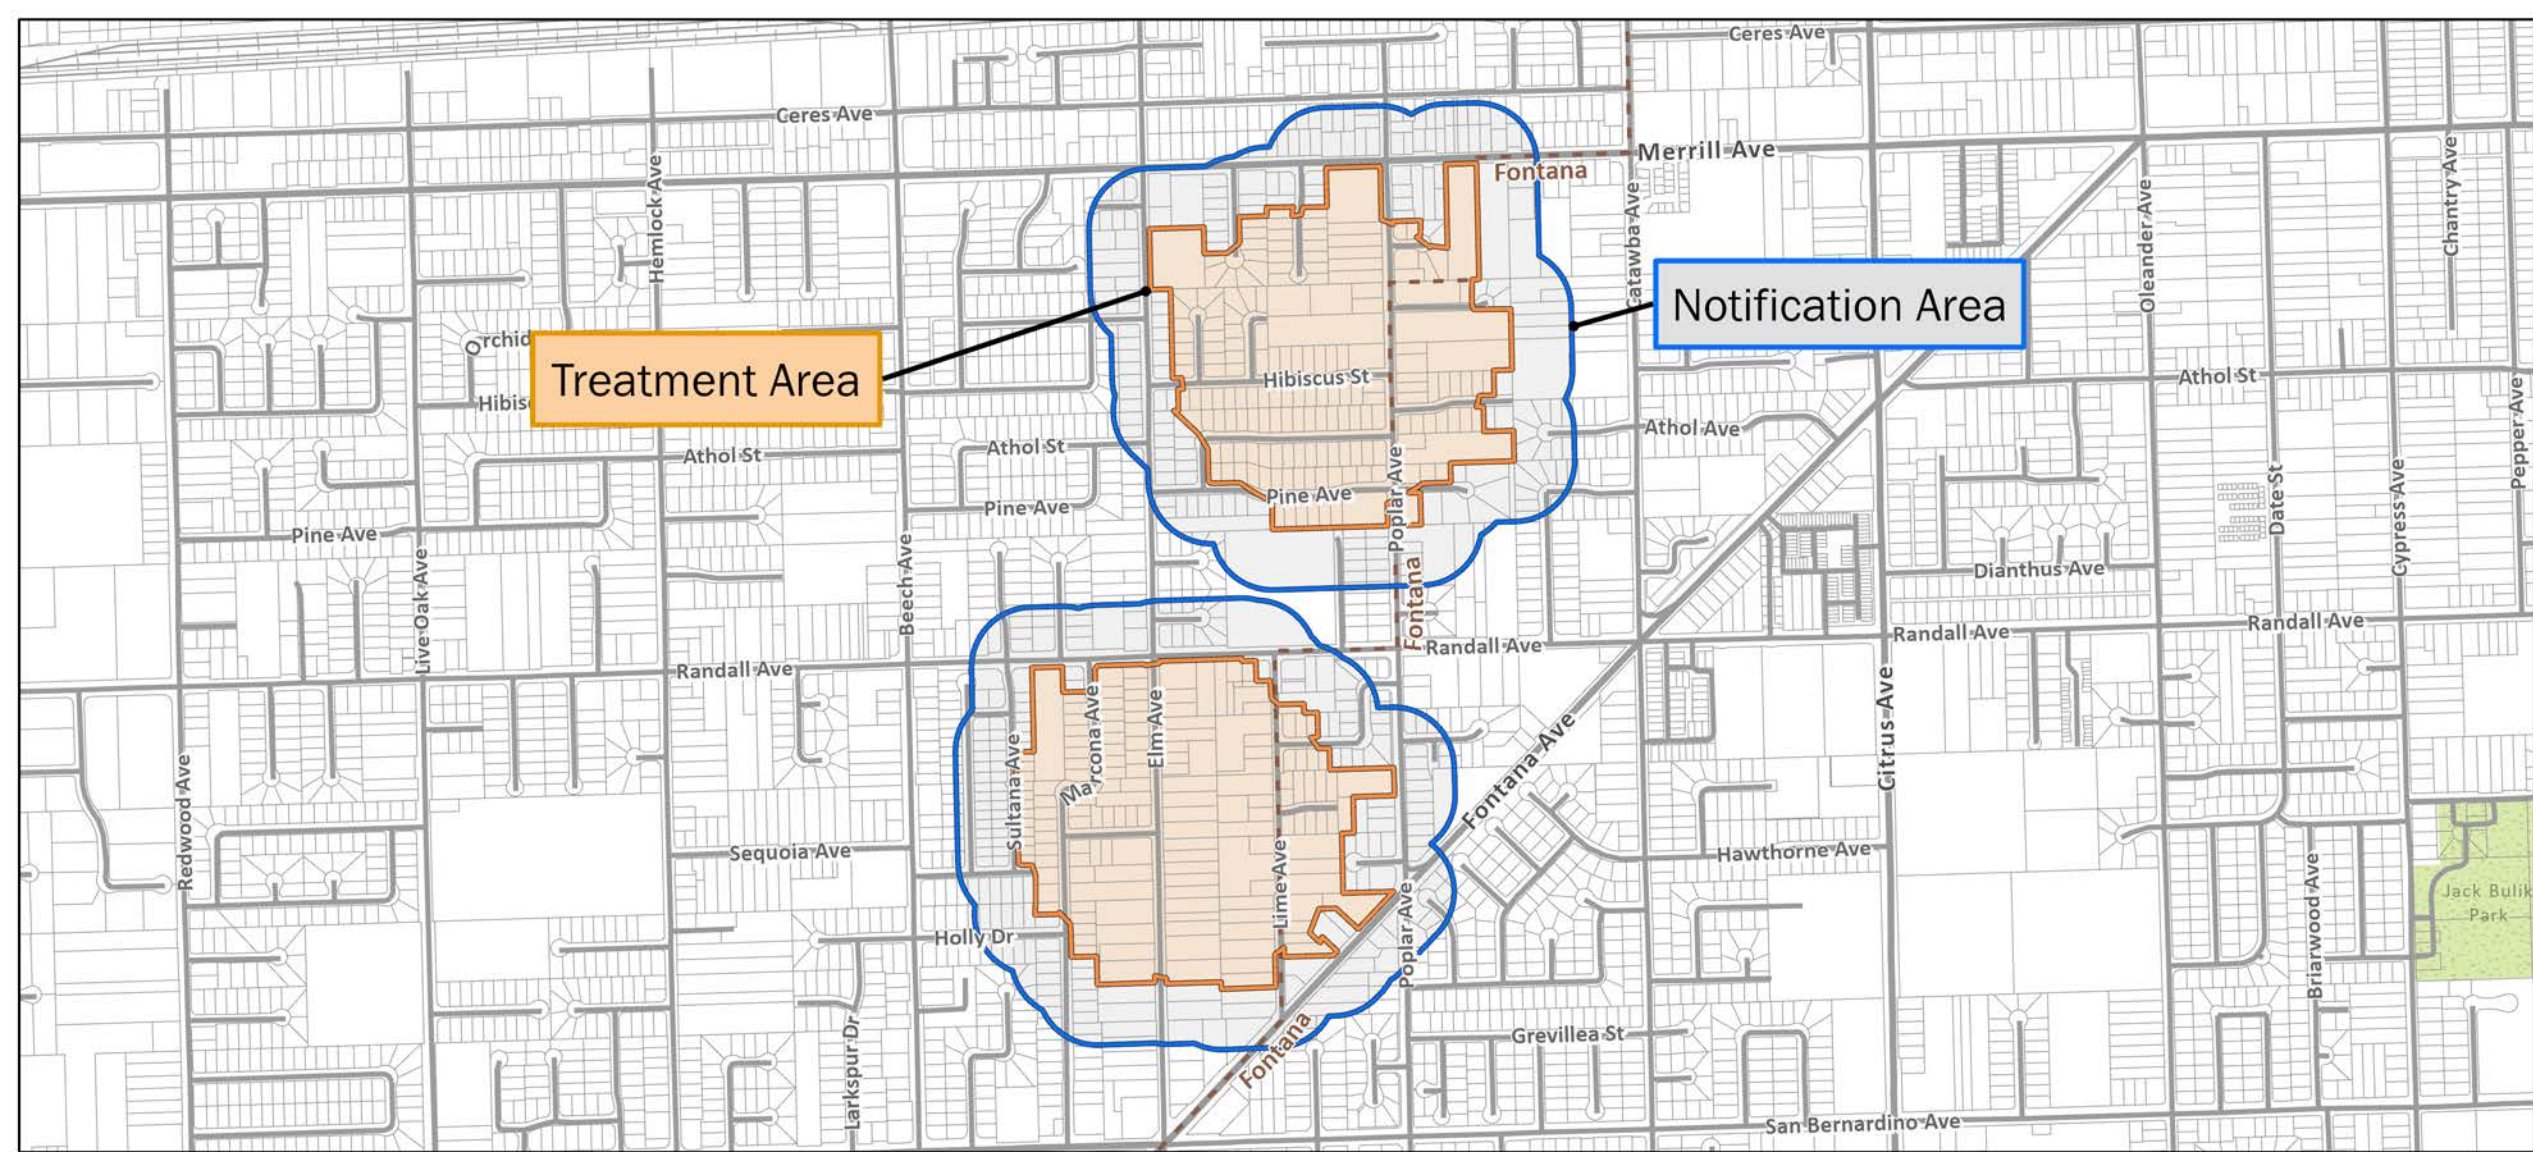 Ceres Ave
Ceres Ave
Merrill Ave
Fontana
Hemlock Ave
Catawba Ave
Oleander Ave
Chantry Ave
Notification Area
Orchid
Treatment Area
Hibiscus St
Athol St
Pepper Ave
Athol St
Athol St
Athol Ave
Pine Ave
Pine Ave
Pine Ave
Poplar Ave
Date St
Cypress Ave
Live Oak Ave
Beech Ave
Fontana
Dianthus Ave
Randall Ave
Randall Ave
Randall Ave
Randall Ave
Redwood Ave
Sultana Ave
Marcona Ave
Elm Ave
Fontana Ave
Citrus Ave
Sequoia Ave
Lime Ave
Hawthorne Ave
Briarwood Ave
Jack Bulik
Park
Holly Dr
Poplar Ave
Larkspur Dr
Fontana
Grevillea St
San Bernardino Ave